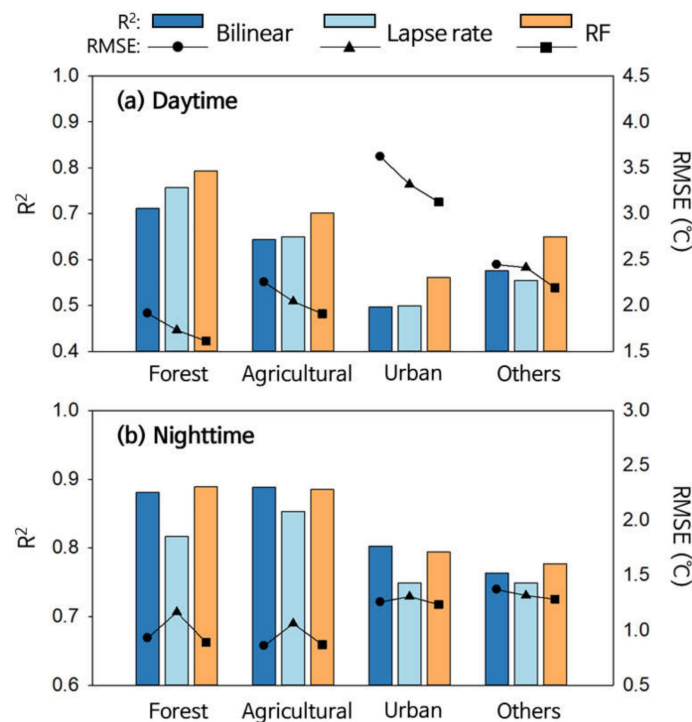 R²: Bilinear Lapse rate RF
RMSE:
(a) Daytime
1.0
0.9
0.8
0.7
0.6
0.5
0.4
R²
4.5
4.0
3.5
3.0
2.5
2.0
1.5
RMSE (℃)
Forest Agricultural Urban Others
(b) Nighttime
1.0
0.9
0.8
0.7
0.6
R²
3.0
2.5
2.0
1.5
1.0
0.5
RMSE (℃)
Forest Agricultural Urban Others